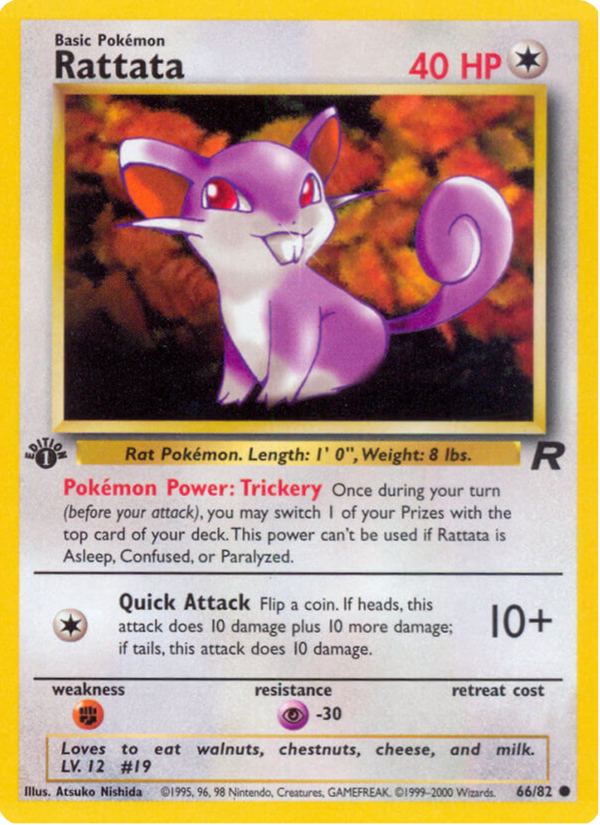 Basic Pokémon
Rattata
40 HP
EDITION
1
Rat Pokémon. Length: 1' 0", Weight: 8 lbs.
R
Pokémon Power: Trickery Once during your turn
(before your attack), you may switch 1 of your Prizes with the
top card of your deck. This power can't be used if Rattata is
Asleep, Confused, or Paralyzed.
Quick Attack Flip a coin. If heads, this
attack does 10 damage plus 10 more damage;
if tails, this attack does 10 damage.
10+
weakness resistance retreat cost
-30
Loves to eat walnuts, chestnuts, cheese, and milk.
LV. 12 #19
Illus. Atsuko Nishida ©1995, 96, 98 Nintendo, Creatures, GAMEFREAK. ©1999–2000 Wizards. 66/82